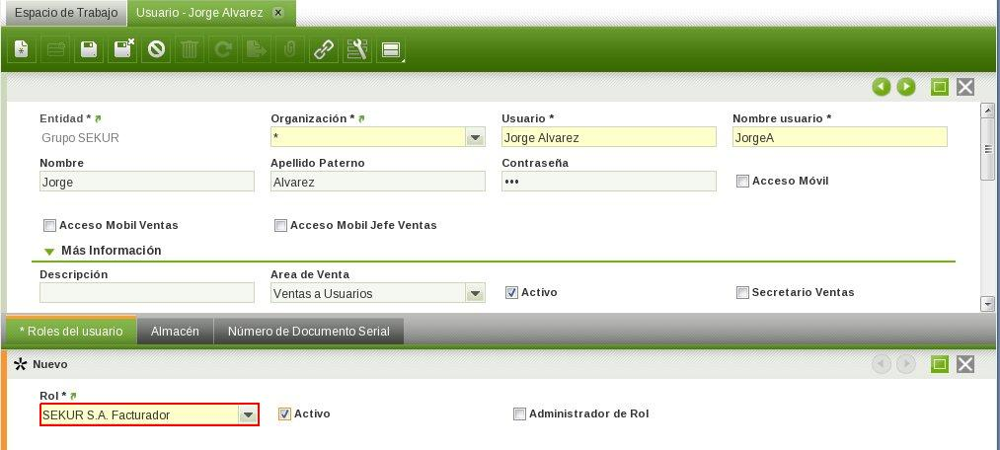 Espacio de Trabajo Usuario - Jorge Alvarez x
Entidad * Organización * Usuario * Nombre usuario *
Grupo SEKUR * Jorge Alvarez JorgeA
Nombre Apellido Paterno Contraseña
Jorge Alvarez ••• Acceso Móvil
Acceso Mobil Ventas Acceso Mobil Jefe Ventas
Más Información
Descripción Area de Venta
Ventas a Usuarios Activo Secretario Ventas
* Roles del usuario Almacén Número de Documento Serial
* Nuevo
Rol *
SEKUR S.A. Facturador Activo Administrador de Rol